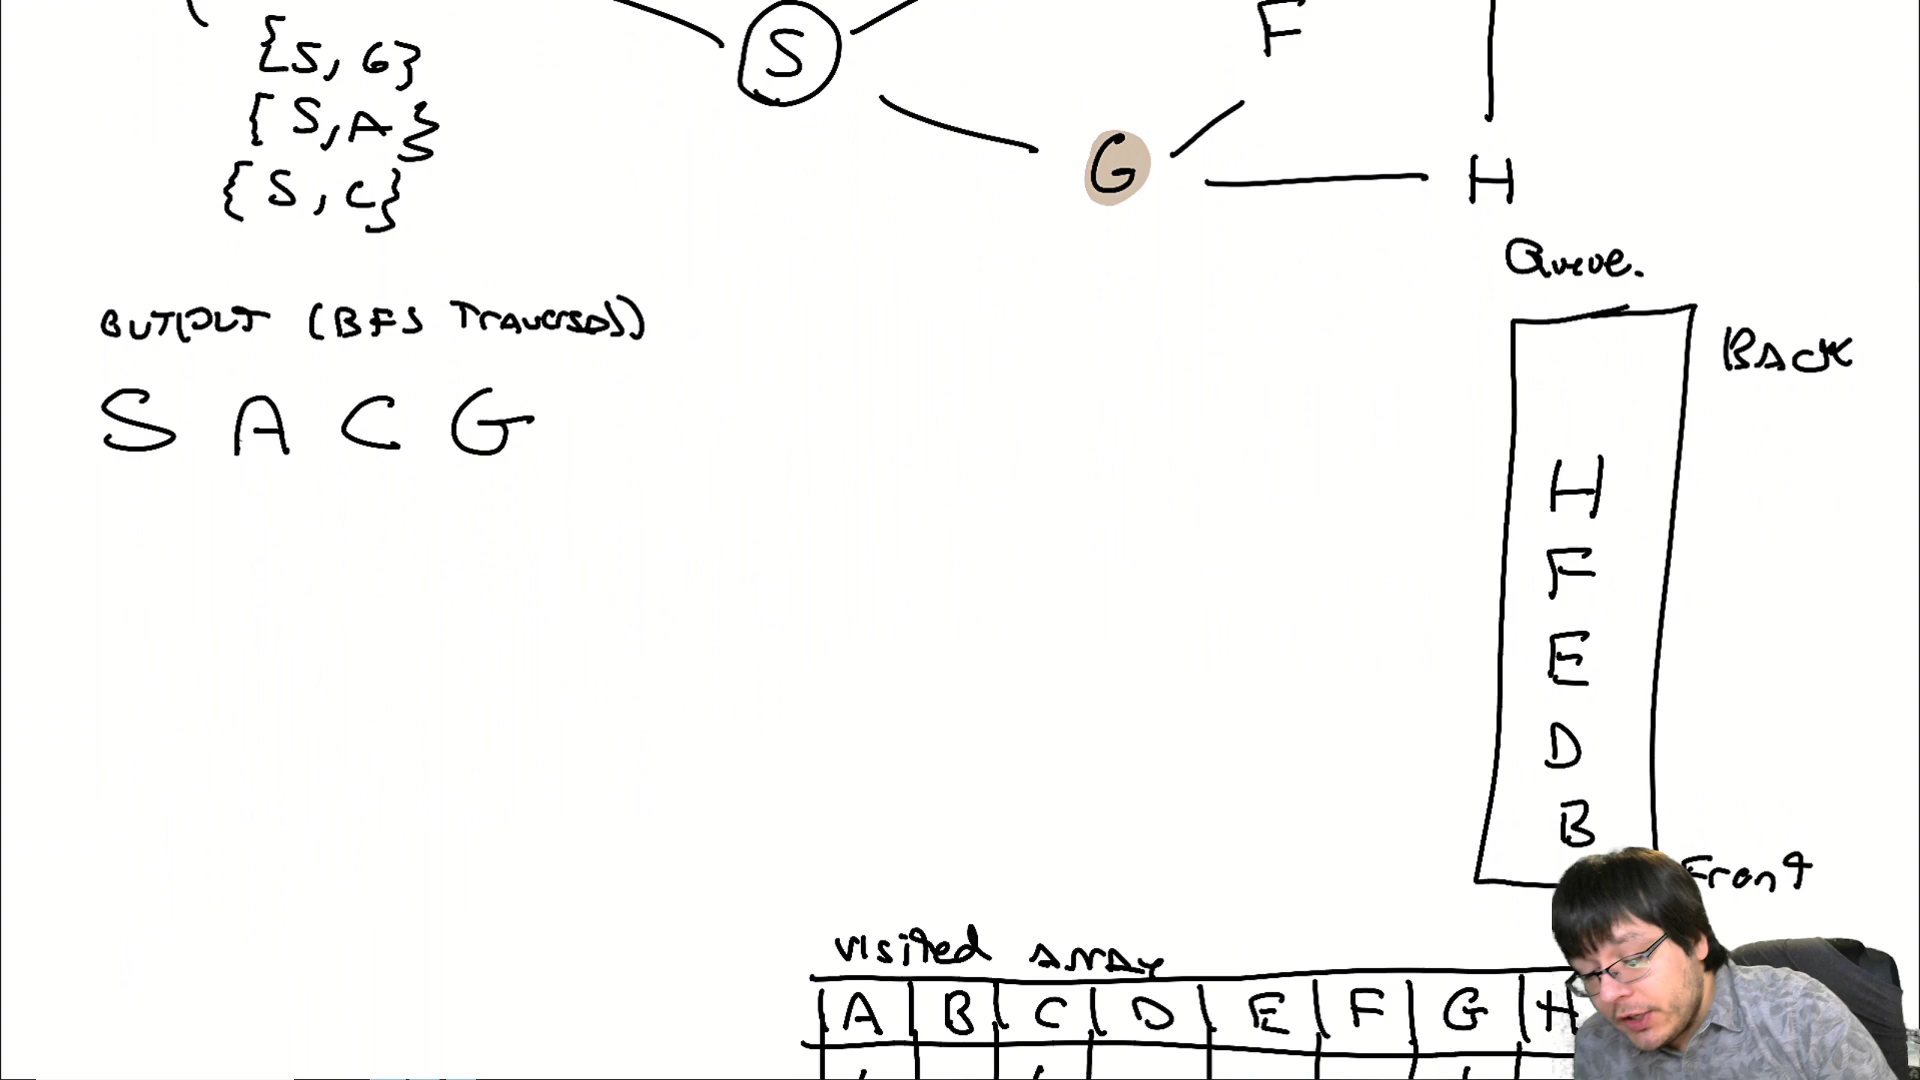 {S, G}
{S, A}
{S, C}
S
F
G
H
Queue.
OUTPUT (BFS Traversal)
Back
S A C G
H
F
E
D
B
Front
Visited Array
A B C D E F G H